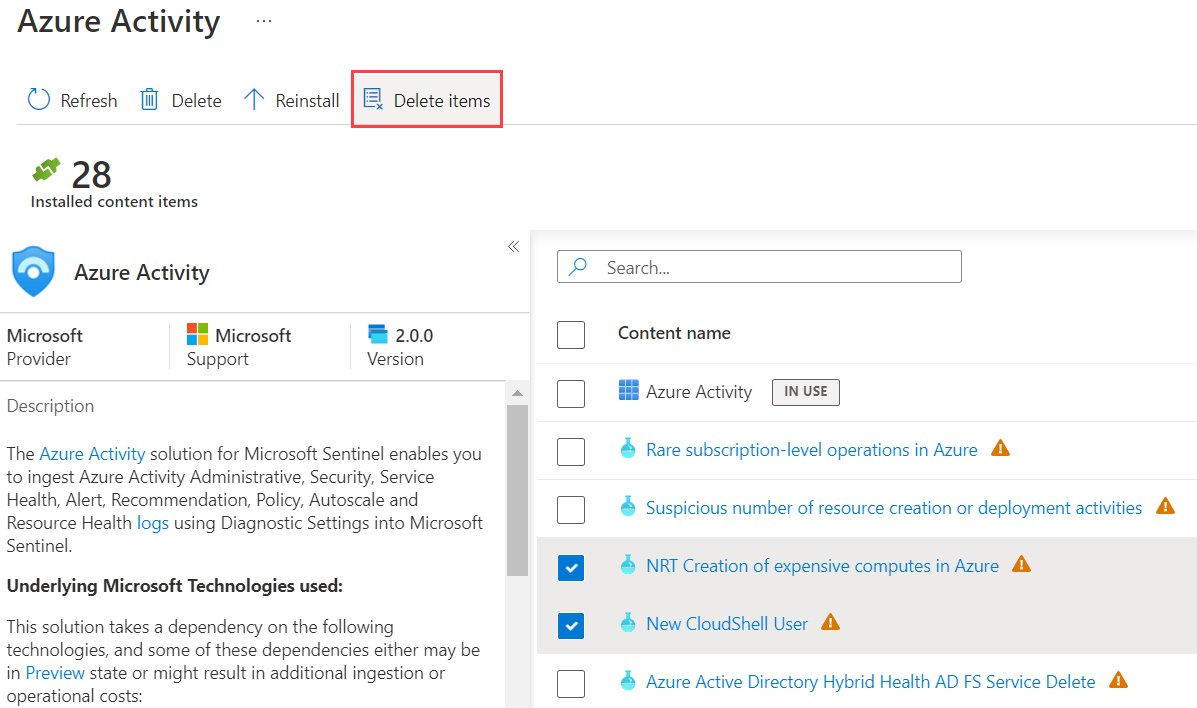 Azure Activity ...
Refresh Delete Reinstall Delete items
28
Installed content items
Azure Activity
Microsoft
Provider
Microsoft
Support
2.0.0
Version
Description
The Azure Activity solution for Microsoft Sentinel enables you
to ingest Azure Activity Administrative, Security, Service
Health, Alert, Recommendation, Policy, Autoscale and
Resource Health logs using Diagnostic Settings into Microsoft
Sentinel.
Underlying Microsoft Technologies used:
This solution takes a dependency on the following
technologies, and some of these dependencies either may be
in Preview state or might result in additional ingestion or
operational costs:
Search...
Content name
Azure Activity IN USE
Rare subscription-level operations in Azure
Suspicious number of resource creation or deployment activities
NRT Creation of expensive computes in Azure
New CloudShell User
Azure Active Directory Hybrid Health AD FS Service Delete